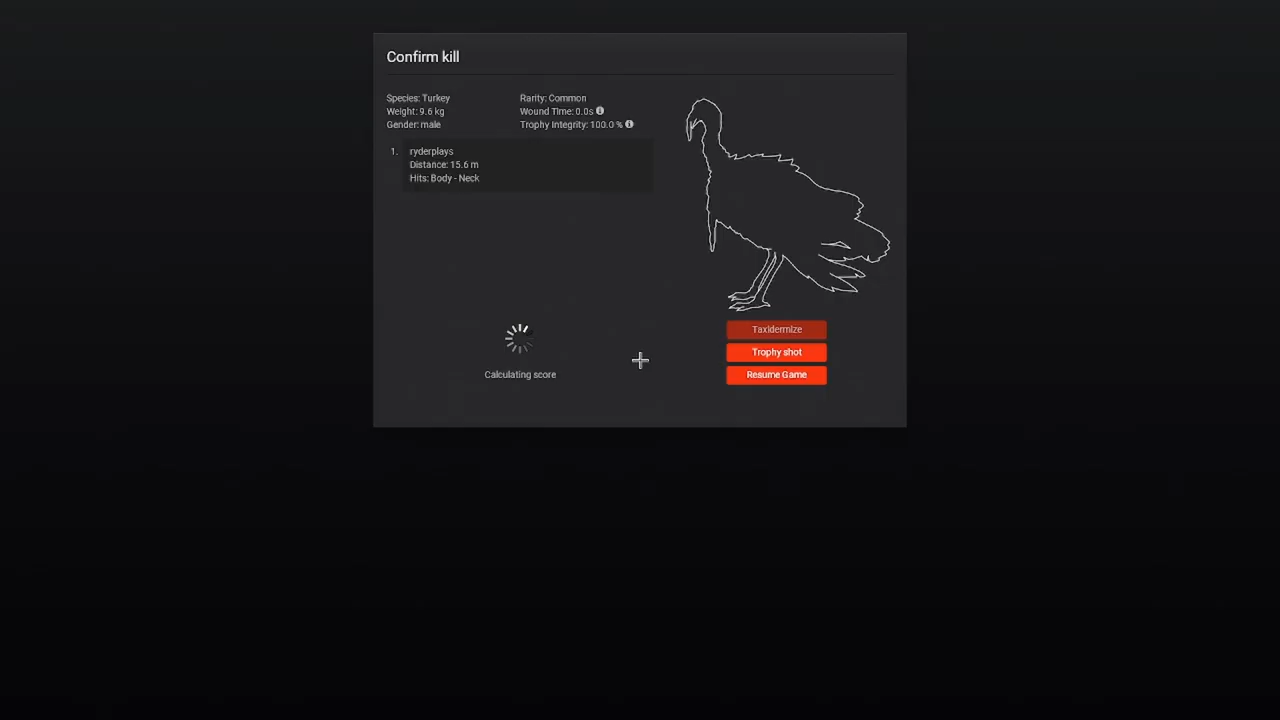 Confirm kill
Species: Turkey
Weight: 9.6 kg
Gender: male
Rarity: Common
Wound Time: 0.0s
Trophy Integrity: 100.0 %
1. ryderplays
Distance: 15.6 m
Hits: Body - Neck
Calculating score
Taxidermize
Trophy shot
Resume Game